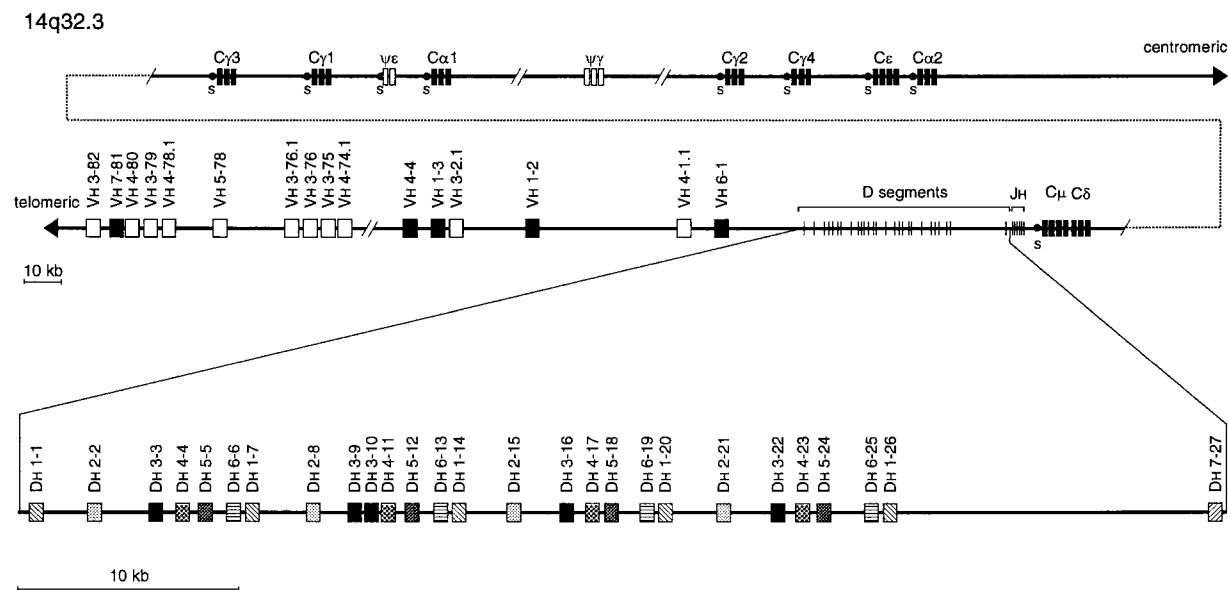 14q32.3
Cγ3 Cγ1 ψε Cα1 ψγ Cγ2 Cγ4 Cε Cα2 centromeric
S S S S S S S S
VH 3-82 VH 7-81 VH 4-80 VH 3-79 VH 4-78.1 VH 5-78 VH 3-76.1 VH 3-76 VH 3-75 VH 4-74.1 VH 4-4 VH 1-3 VH 3-2.1 VH 1-2 VH 4-1.1 VH 6-1
D segments JH Cμ Cδ
telomeric
S
10 kb
DH 1-1 DH 2-2 DH 3-3 DH 4-4 DH 5-5 DH 6-6 DH 1-7 DH 2-8 DH 3-9 DH 3-10 DH 4-11 DH 5-12 DH 6-13 DH 1-14 DH 2-15 DH 3-16 DH 4-17 DH 5-18 DH 6-19 DH 1-20 DH 2-21 DH 3-22 DH 4-23 DH 5-24 DH 6-25 DH 1-26 DH 7-27
10 kb